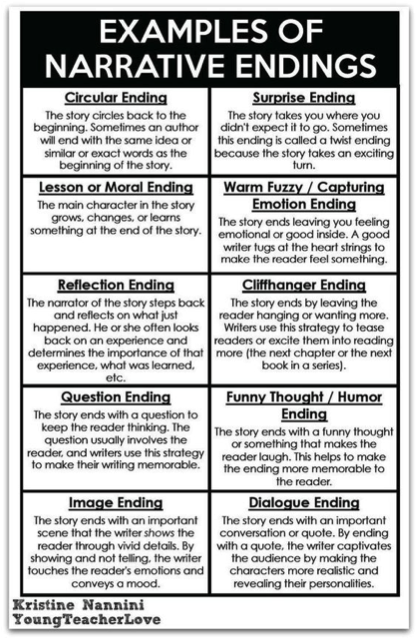 EXAMPLES OF
NARRATIVE ENDINGS
Circular Ending
The story circles back to the
beginning. Sometimes an author
will end with the same idea or
similar or exact words as the
beginning of the story.
Surprise Ending
The story takes you where you
didn't expect it to go. Sometimes
this ending is called a twist ending
because the story takes an exciting
turn.
Lesson or Moral Ending
The main character in the story
grows, changes, or learns
something at the end of the story.
Warm Fuzzy / Capturing
Emotion Ending
The story ends leaving you feeling
emotional or good inside. A good
writer tugs at the heart strings to
make the reader feel something.
Reflection Ending
The narrator of the story steps back
and reflects on what just
happened. He or she often looks
back on an experience and
determines the importance of that
experience, what was learned,
etc.
Cliffhanger Ending
The story ends by leaving the
reader hanging or wanting more.
Writers use this strategy to tease
readers or excite them into reading
more (the next chapter or the next
book in a series).
Question Ending
The story ends with a question to
keep the reader thinking. The
question usually involves the
reader, and writers use this strategy
to make their writing memorable.
Funny Thought / Humor
Ending
The story ends with a funny thought
or something that makes the
reader laugh. This helps to make
the ending more memorable to
the reader.
Image Ending
The story ends with an important
scene that the writer shows the
reader through vivid details. By
showing and not telling, the writer
touches the reader's emotions and
conveys a mood.
Dialogue Ending
The story ends with an important
conversation or quote. By ending
with a quote, the writer captivates
the audience by making the
characters more realistic and
revealing their personalities.
Kristine Nannini
YoungTeacherLove